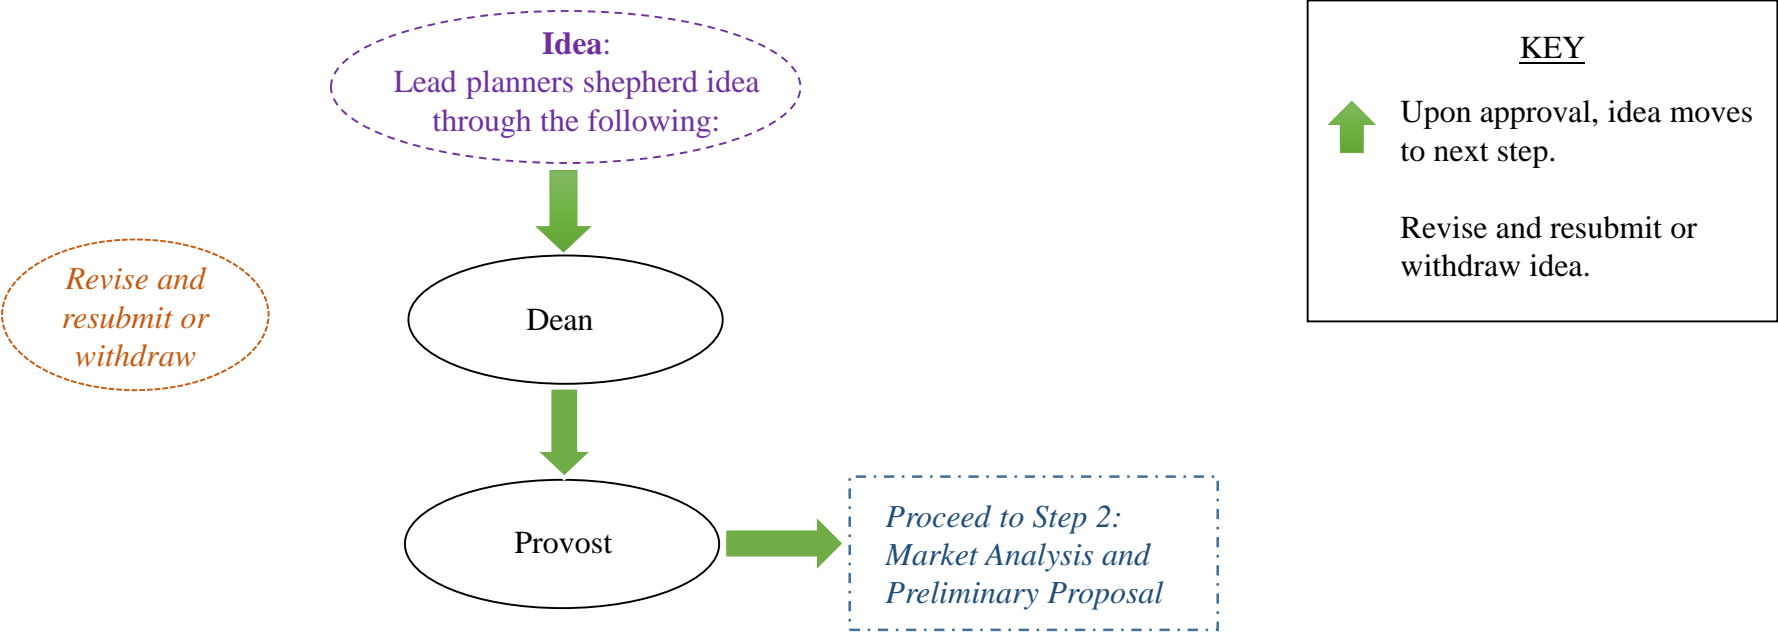 Idea:
Lead planners shepherd idea
through the following:
KEY
Upon approval, idea moves
to next step.
Revise and resubmit or
withdraw idea.
Revise and
resubmit or
withdraw
Dean
Provost
Proceed to Step 2:
Market Analysis and
Preliminary Proposal